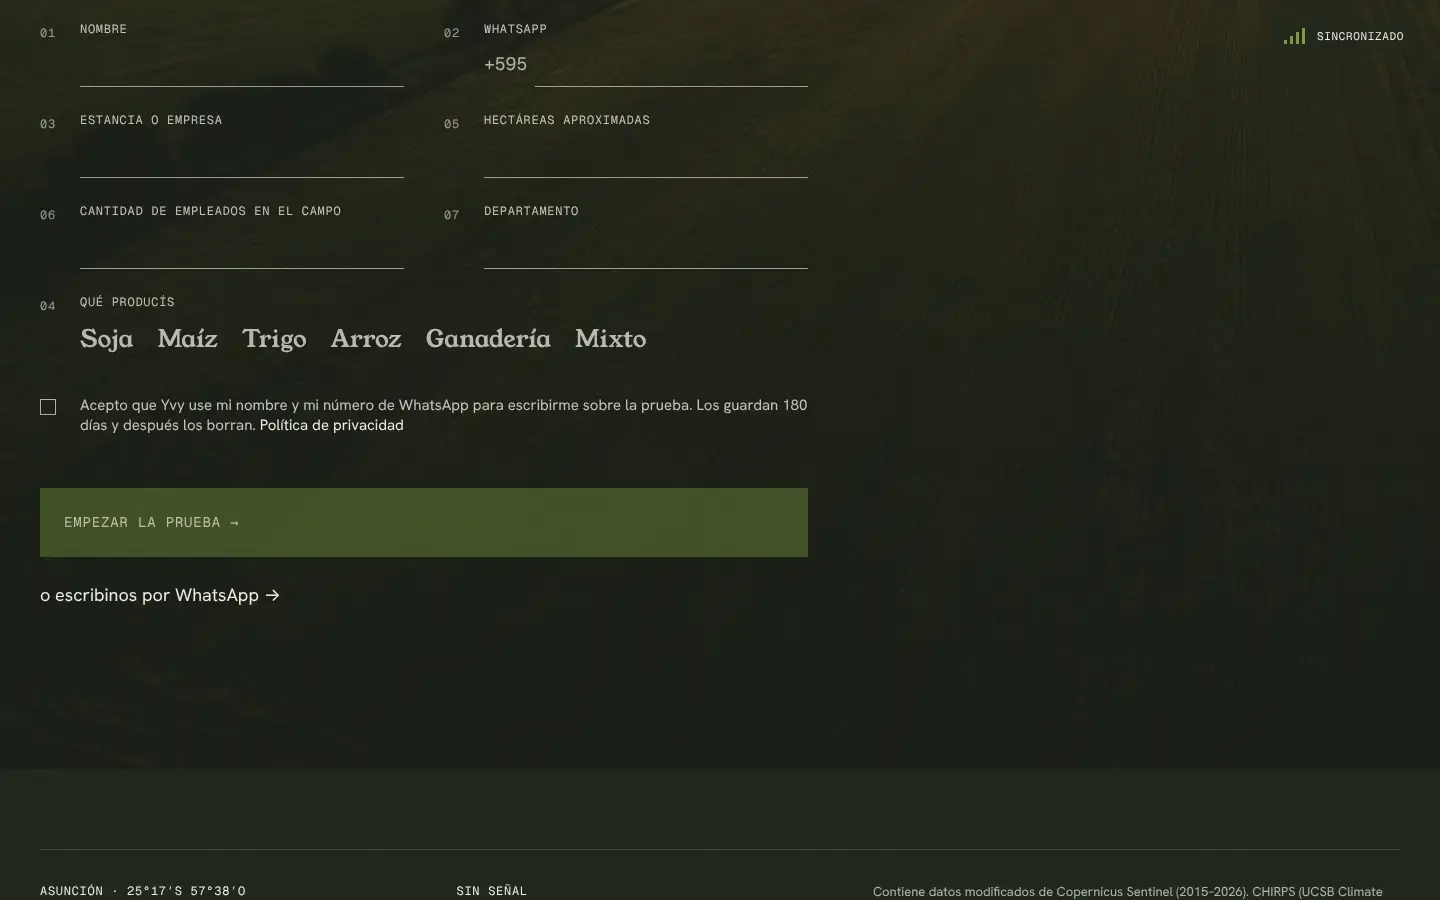 01 NOMBRE
02 WHATSAPP
SINCRONIZADO
+595
03 ESTANCIA O EMPRESA
05 HECTÁREAS APROXIMADAS
06 CANTIDAD DE EMPLEADOS EN EL CAMPO
07 DEPARTAMENTO
04 QUÉ PRODUCÍS
Soja Maíz Trigo Arroz Ganadería Mixto
Acepto que Yvy use mi nombre y mi número de WhatsApp para escribirme sobre la prueba. Los guardan 180
días y después los borran. Política de privacidad
EMPEZAR LA PRUEBA →
o escribinos por WhatsApp →
ASUNCIÓN · 25°17′S 57°38′O
SIN SEÑAL
Contiene datos modificados de Copernicus Sentinel (2015–2026). CHIRPS (UCSB Climate